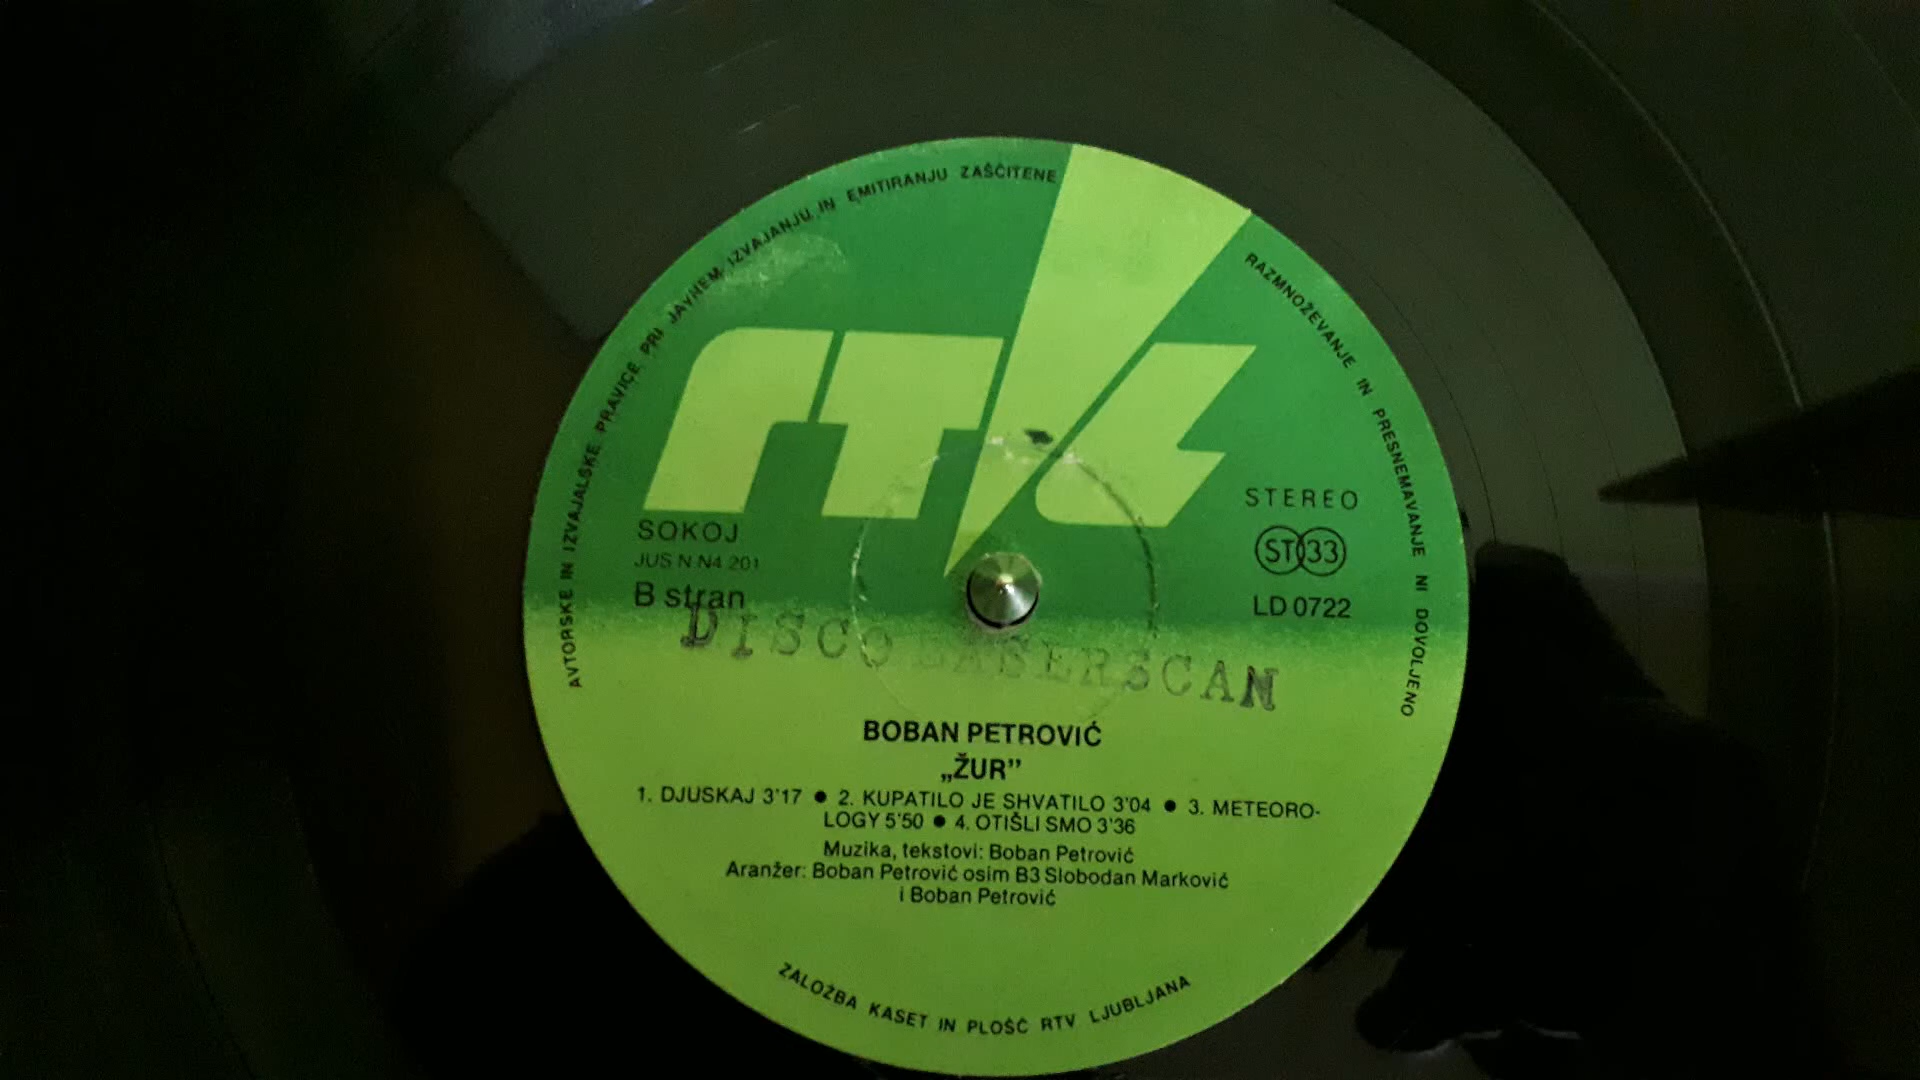 AVTORSKE IN IZVAJALSKE PRAVICE PRI JAVNEM IZVAJANJU IN EMITIRANJU ZAŠČITENE
RAZMNOŽEVANJE IN PRESNEMAVANJE NI DOVOLJENO
rtl
SOKOJ
JUS N N4 201
B stran
STEREO
ST 33
LD 0722
DISCO LASERSCAN
BOBAN PETROVIĆ
„ŽUR”
1. DJUSKAJ 3'17 ● 2. KUPATILO JE SHVATILO 3'04 ● 3. METEORO-
LOGY 5'50 ● 4. OTIŠLI SMO 3'36
Muzika, tekstovi: Boban Petrović
Aranžer: Boban Petrović osim B3 Slobodan Marković
i Boban Petrović
ZALOŽBA KASET IN PLOŠČ RTV LJUBLJANA